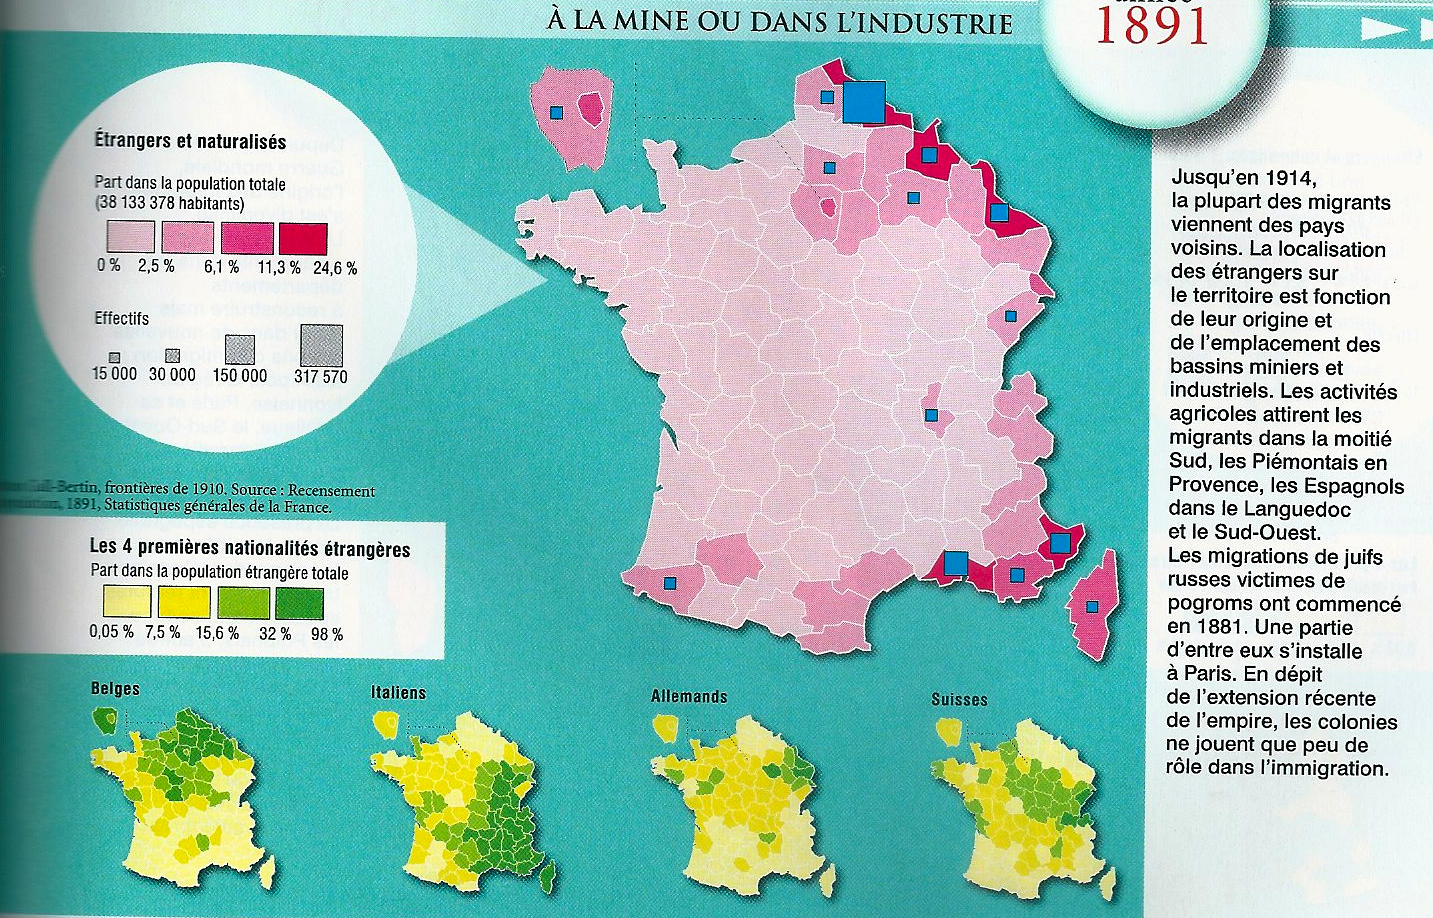 À LA MINE OU DANS L'INDUSTRIE
année
1891
Étrangers et naturalisés
Part dans la population totale
(38 133 378 habitants)
0 % 2,5 % 6,1 % 11,3 % 24,6 %
Effectifs
15 000 30 000 150 000 317 570
frontières de 1910. Source : Recensement
1891, Statistiques générales de la France.
Les 4 premières nationalités étrangères
Part dans la population étrangère totale
0,05 % 7,5 % 15,6 % 32 % 98 %
Belges
Italiens
Allemands
Suisses
Jusqu'en 1914,
la plupart des migrants
viennent des pays
voisins. La localisation
des étrangers sur
le territoire est fonction
de leur origine et
de l'emplacement des
bassins miniers et
industriels. Les activités
agricoles attirent les
migrants dans la moitié
Sud, les Piémontais en
Provence, les Espagnols
dans le Languedoc
et le Sud-Ouest.
Les migrations de juifs
russes victimes de
pogroms ont commencé
en 1881. Une partie
d'entre eux s'installe
à Paris. En dépit
de l'extension récente
de l'empire, les colonies
ne jouent que peu de
rôle dans l'immigration.